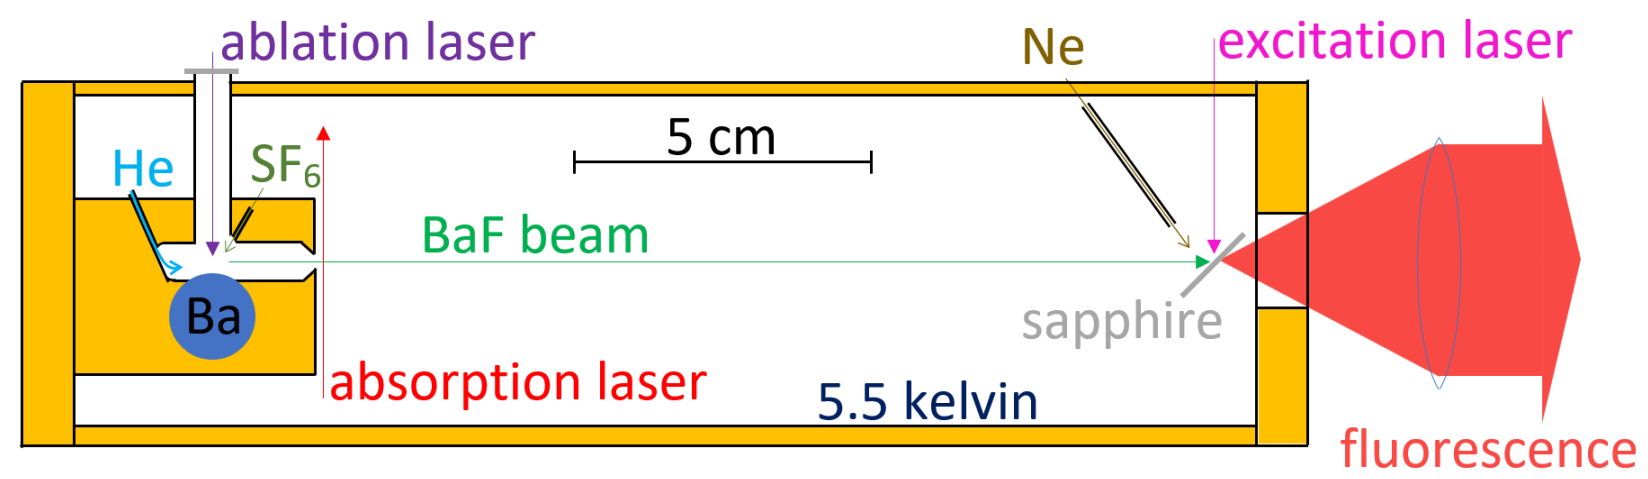 ablation laser
Ne
excitation laser
He
SF₆
5 cm
BaF beam
Ba
sapphire
absorption laser
5.5 kelvin
fluorescence